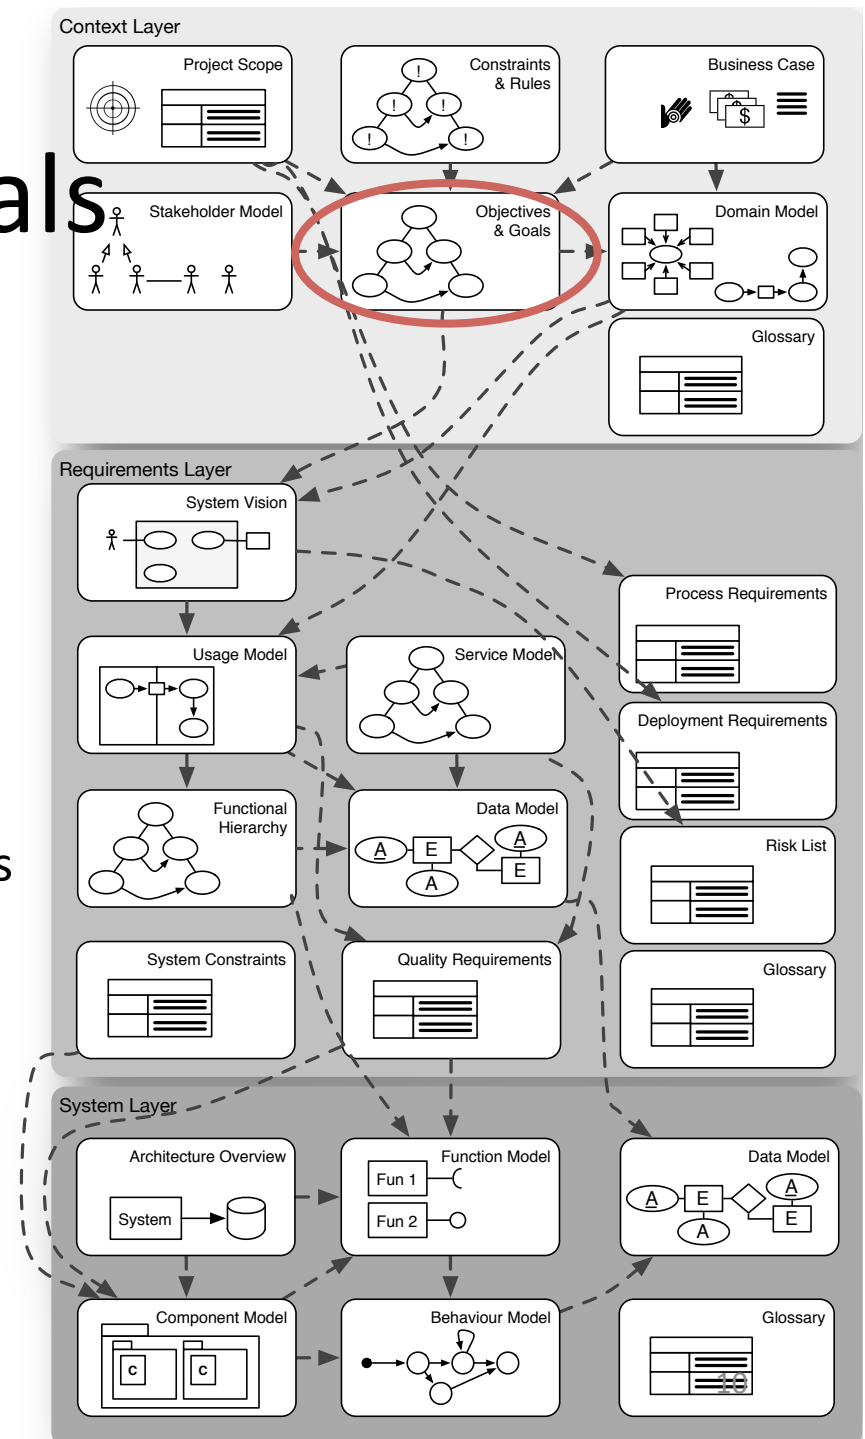 Context Layer
Project Scope
Constraints
& Rules
!
! !
! !
Business Case
$
als
Stakeholder Model
Objectives
& Goals
Domain Model
Glossary
Requirements Layer
System Vision
Process Requirements
Usage Model
Service Model
Deployment Requirements
Functional
Hierarchy
Data Model
A E A
A E
Risk List
s
System Constraints
Quality Requirements
Glossary
System Layer
Architecture Overview
System
Function Model
Fun 1
Fun 2
Data Model
A E A
A E
Component Model
C C
Behaviour Model
Glossary
10